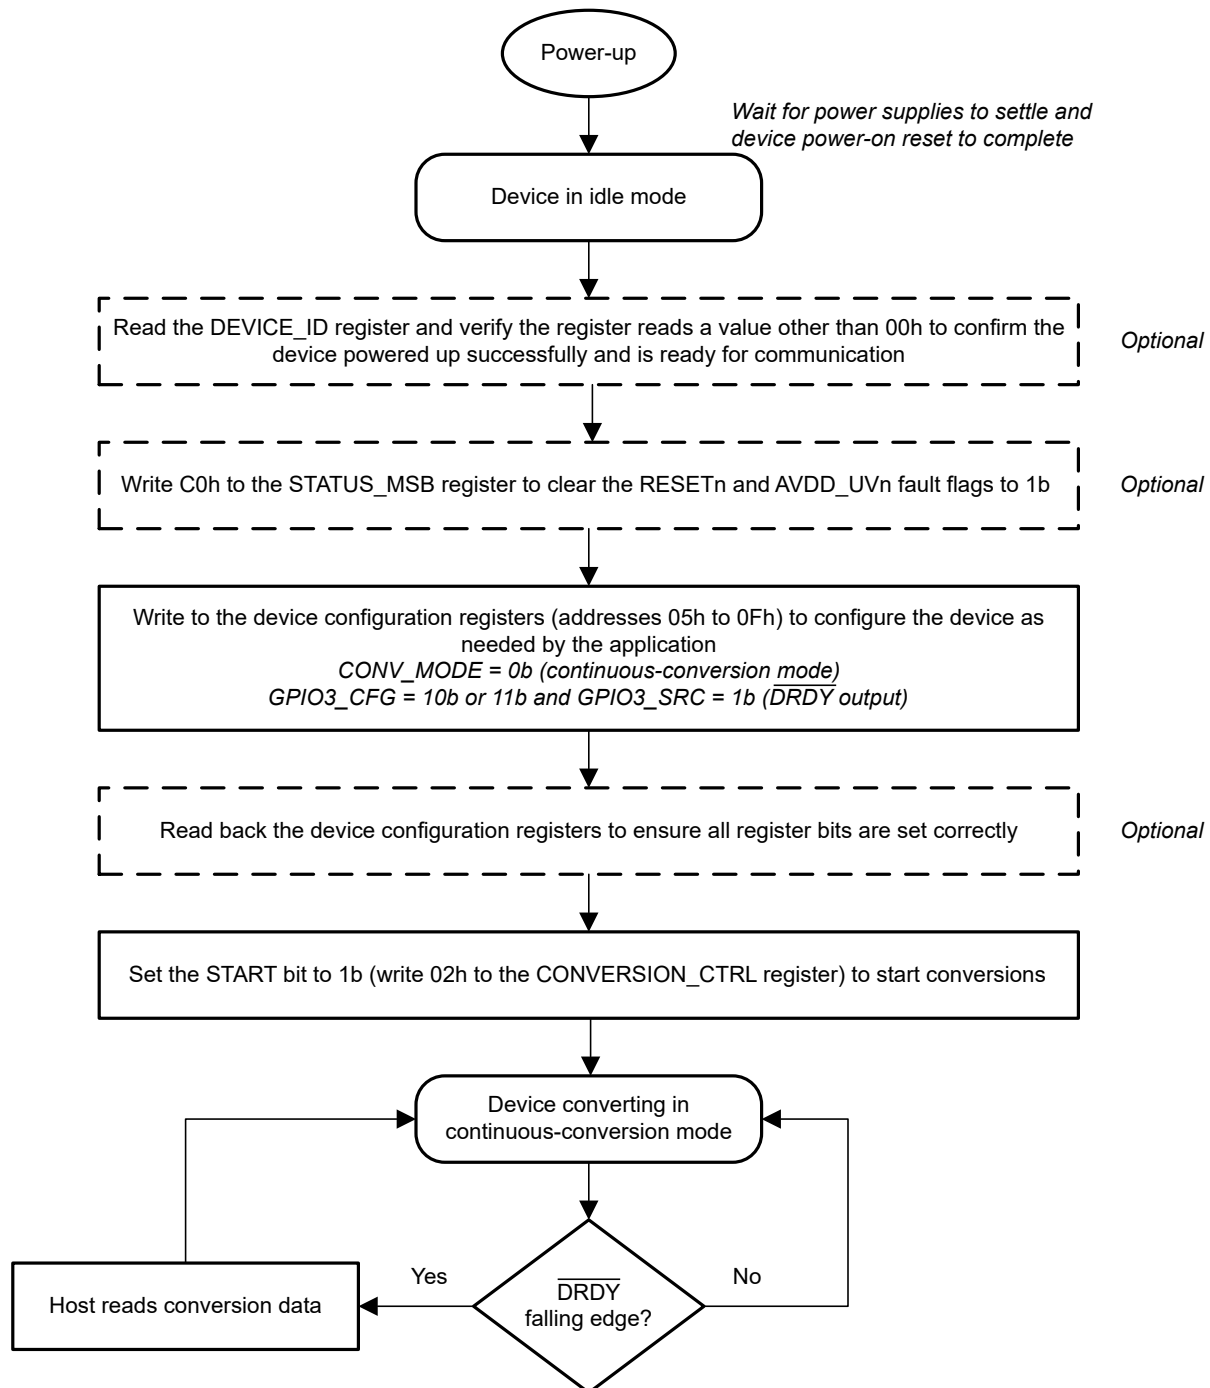 Power-up
Wait for power supplies to settle and
device power-on reset to complete
Device in idle mode
Read the DEVICE_ID register and verify the register reads a value other than 00h to confirm the
device powered up successfully and is ready for communication
Optional
Write C0h to the STATUS_MSB register to clear the RESETn and AVDD_UVn fault flags to 1b
Optional
Write to the device configuration registers (addresses 05h to 0Fh) to configure the device as
needed by the application
CONV_MODE = 0b (continuous-conversion mode)
GPIO3_CFG = 10b or 11b and GPIO3_SRC = 1b (D̅R̅D̅Y̅ output)
Read back the device configuration registers to ensure all register bits are set correctly
Optional
Set the START bit to 1b (write 02h to the CONVERSION_CTRL register) to start conversions
Device converting in
continuous-conversion mode
Yes
D̅R̅D̅Y̅
falling edge?
No
Host reads conversion data